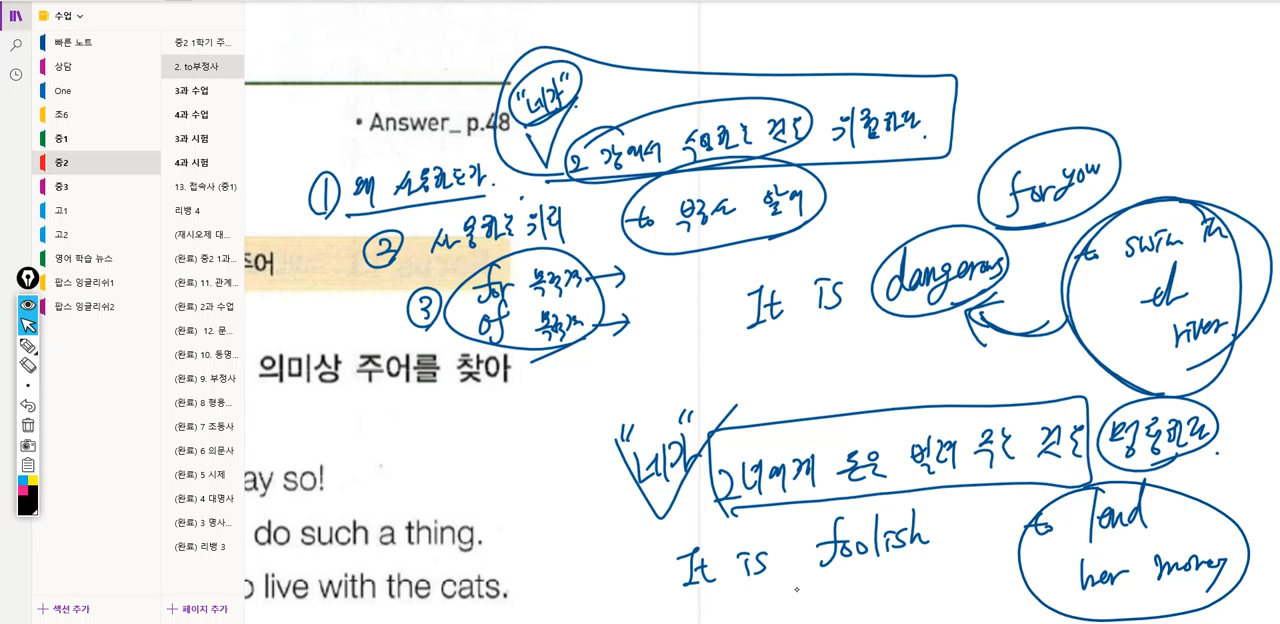 수업
빠른 노트
상담
One
초6
중1
중2
중3
고1
고2
영어 학습 뉴스
팝스 잉글리쉬1
팝스 잉글리쉬2
섹션 추가
중2 1학기 주...
2. to부정사
3과 수업
4과 수업
3과 시험
4과 시험
13. 접속사 (중1)
리뱅 4
(재시오제 대...
(완료) 중2 1과...
(완료) 11. 관계...
(완료) 2과 수업
(완료) 12. 문...
(완료) 10. 동명...
(완료) 9. 부정사
(완료) 8 형용...
(완료) 7 조동사
(완료) 6 의문사
(완료) 5 시제
(완료) 4 대명사
(완료) 3 명사...
(완료) 리뱅 3
페이지 추가
• Answer_ p.48
"네가"
그 강에서 수영하는 것은 위험하다.
① 왜 사용하는가.
to 부정사 할 의
② 사용하는 의미
③ for 목적격 →
of 목적격 →
주어
의미상 주어를 찾아
ay so!
do such a thing.
o live with the cats.
for you
It is dangerous
to swim in
the
river
"네가"
그녀에게 돈을 빌려 주는 것은 멍청하다.
It is foolish
to lend
her money